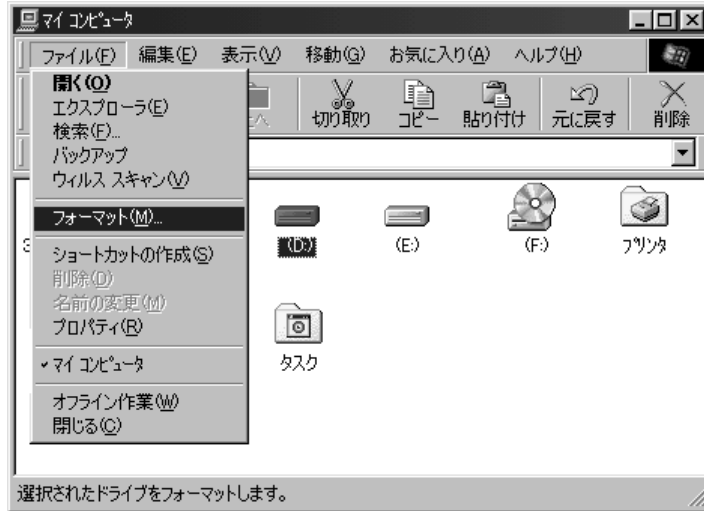 マイ コンピュータ
ファイル(F) 編集(E) 表示(V) 移動(G) お気に入り(A) ヘルプ(H)
切り取り コピー 貼り付け 元に戻す 削除
開く(O)
エクスプローラ(E)
検索(F)...
バックアップ
ウィルス スキャン(V)
フォーマット(M)...
ショートカットの作成(S)
削除(D)
名前の変更(M)
プロパティ(R)
マイ コンピュータ
オフライン作業(W)
閉じる(C)
(D:) (E:) (F:) プリンタ
タスク
選択されたドライブをフォーマットします。